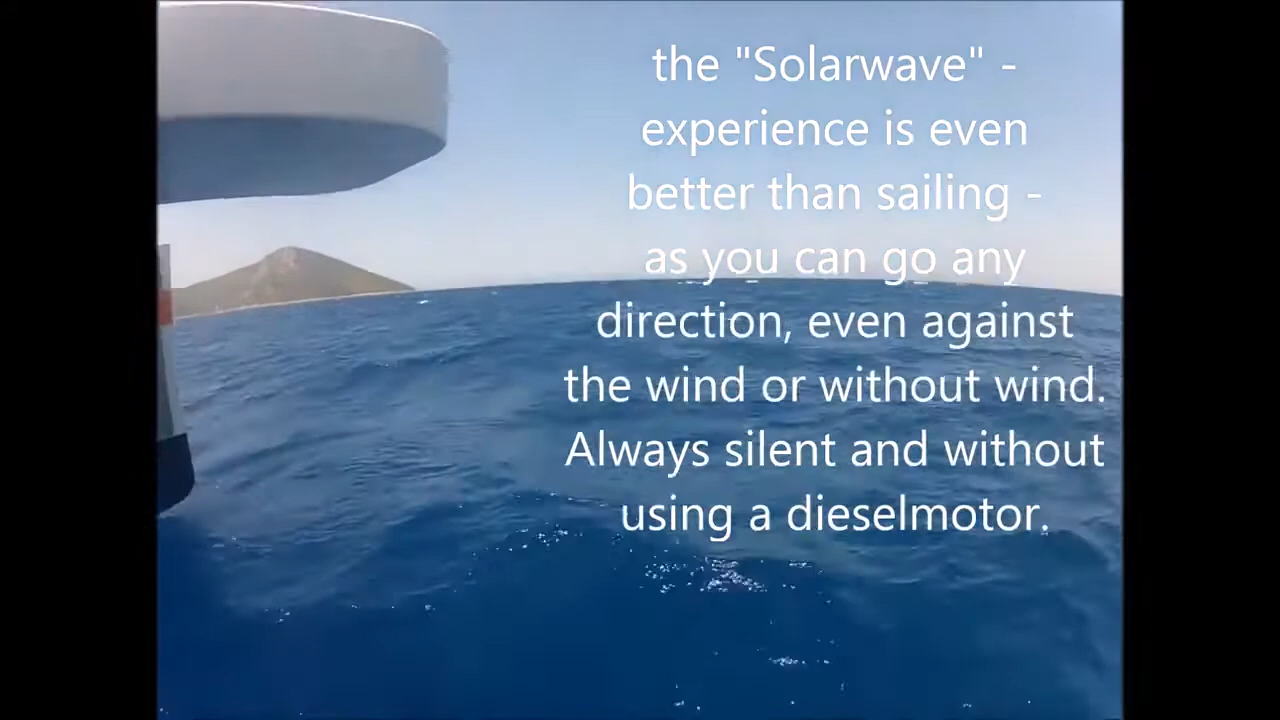 the "Solarwave" -
experience is even
better than sailing -
as you can go any
direction, even against
the wind or without wind.
Always silent and without
using a dieselmotor.